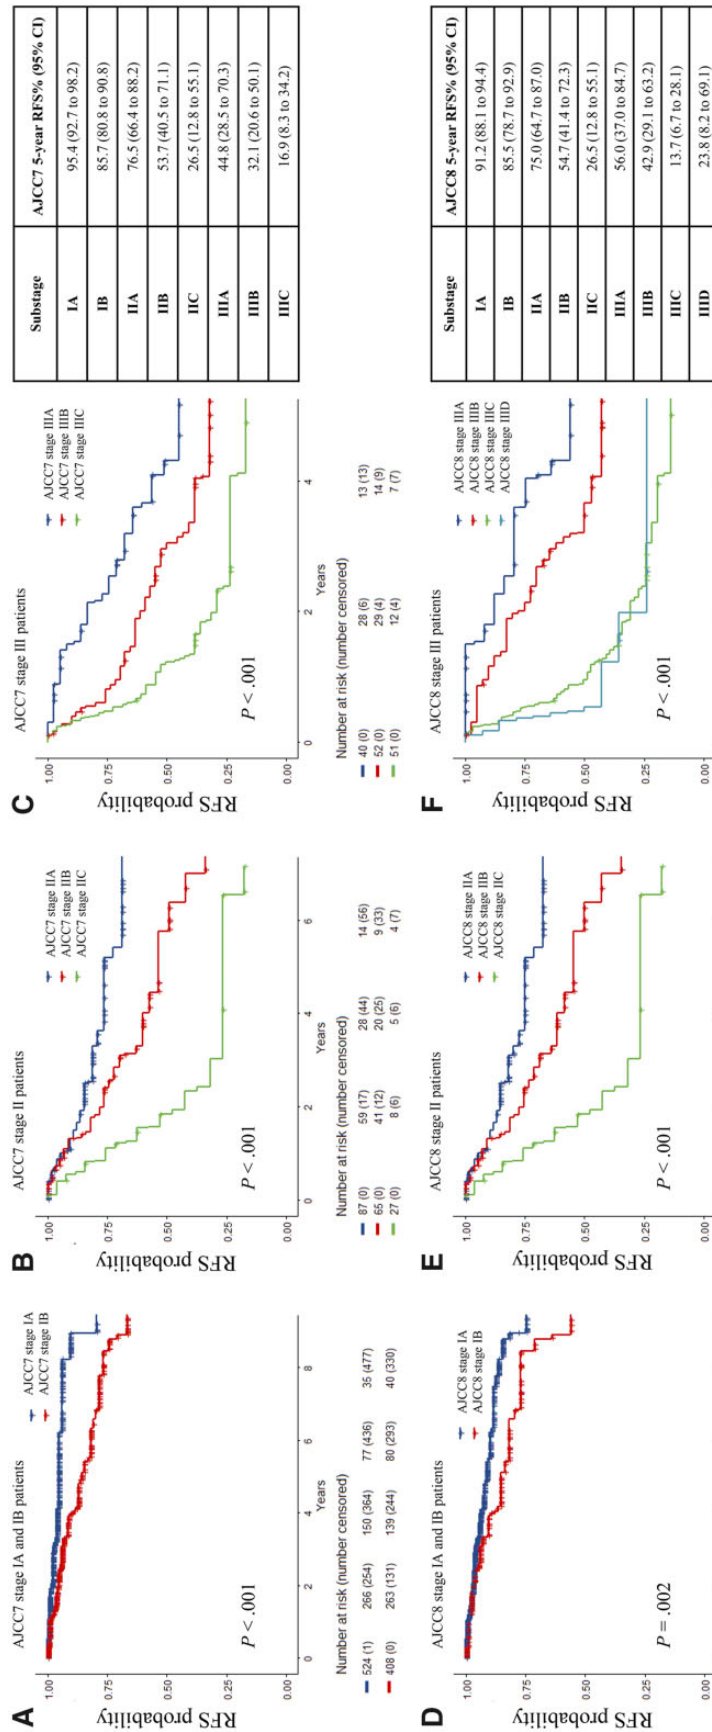 A
AJCC7 stage IA and IB patients
AJCC7 stage IA
AJCC7 stage IB
RFS probability
1.00
0.75
0.50
0.25
0.00
P < .001
0 2 4 6 8
Years
Number at risk (number censored)
524 (1) 266 (254) 150 (364) 77 (436) 35 (477)
408 (0) 263 (131) 139 (244) 80 (293) 40 (330)
B
AJCC7 stage II patients
AJCC7 stage IIA
AJCC7 stage IIB
AJCC7 stage IIC
RFS probability
1.00
0.75
0.50
0.25
0.00
P < .001
0 2 4 6
Years
Number at risk (number censored)
87 (0) 59 (17) 28 (44) 14 (56)
65 (0) 41 (12) 20 (25) 9 (33)
27 (0) 8 (6) 5 (6) 4 (7)
C
AJCC7 stage III patients
AJCC7 stage IIIA
AJCC7 stage IIIB
AJCC7 stage IIIC
RFS probability
1.00
0.75
0.50
0.25
0.00
P < .001
0 2 4
Years
Number at risk (number censored)
40 (0) 28 (6) 13 (13)
52 (0) 29 (4) 14 (9)
51 (0) 12 (4) 7 (7)
Substage AJCC7 5-year RFS% (95% CI)
IA 95.4 (92.7 to 98.2)
IB 85.7 (80.8 to 90.8)
IIA 76.5 (66.4 to 88.2)
IIB 53.7 (40.5 to 71.1)
IIC 26.5 (12.8 to 55.1)
IIIA 44.8 (28.5 to 70.3)
IIIB 32.1 (20.6 to 50.1)
IIIC 16.9 (8.3 to 34.2)
D
AJCC8 stage IA and IB patients
AJCC8 stage IA
AJCC8 stage IB
RFS probability
1.00
0.75
0.50
0.25
0.00
P = .002
E
AJCC8 stage II patients
AJCC8 stage IIA
AJCC8 stage IIB
AJCC8 stage IIC
RFS probability
1.00
0.75
0.50
0.25
0.00
P < .001
F
AJCC8 stage III patients
AJCC8 stage IIIA
AJCC8 stage IIIB
AJCC8 stage IIIC
AJCC8 stage IIID
RFS probability
1.00
0.75
0.50
0.25
0.00
P < .001
Substage AJCC8 5-year RFS% (95% CI)
IA 91.2 (88.1 to 94.4)
IB 85.5 (78.7 to 92.9)
IIA 75.0 (64.7 to 87.0)
IIB 54.7 (41.4 to 72.3)
IIC 26.5 (12.8 to 55.1)
IIIA 56.0 (37.0 to 84.7)
IIIB 42.9 (29.1 to 63.2)
IIIC 13.7 (6.7 to 28.1)
IIID 23.8 (8.2 to 69.1)